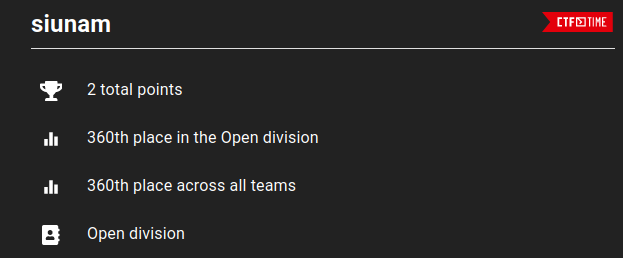 siunam
CTF TIME
2 total points
360th place in the Open division
360th place across all teams
Open division